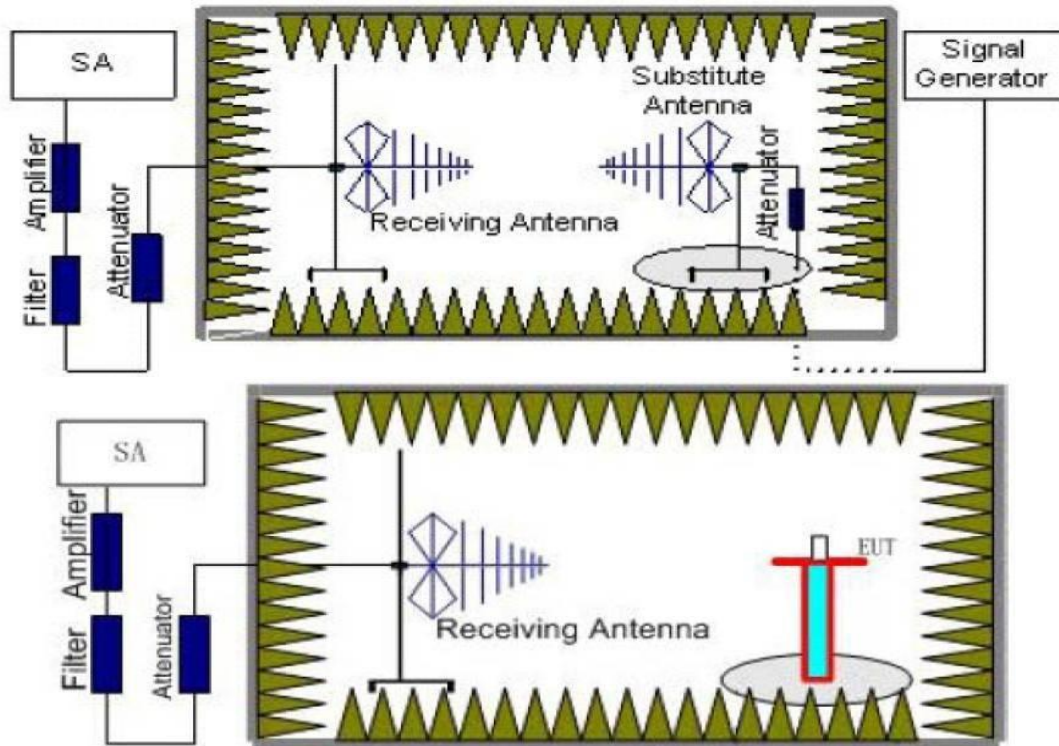 SA
Signal
Generator
Substitute
Antenna
Amplifier
Attenuator
Attenuator
Receiving Antenna
Filter
SA
Amplifier
EUT
Filter
Attenuator
Receiving Antenna